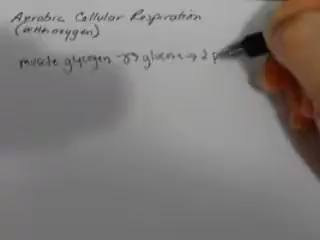 Aerobic Cellular Respiration
(with oxygen)
muscle glycogen → glucose → 2 p